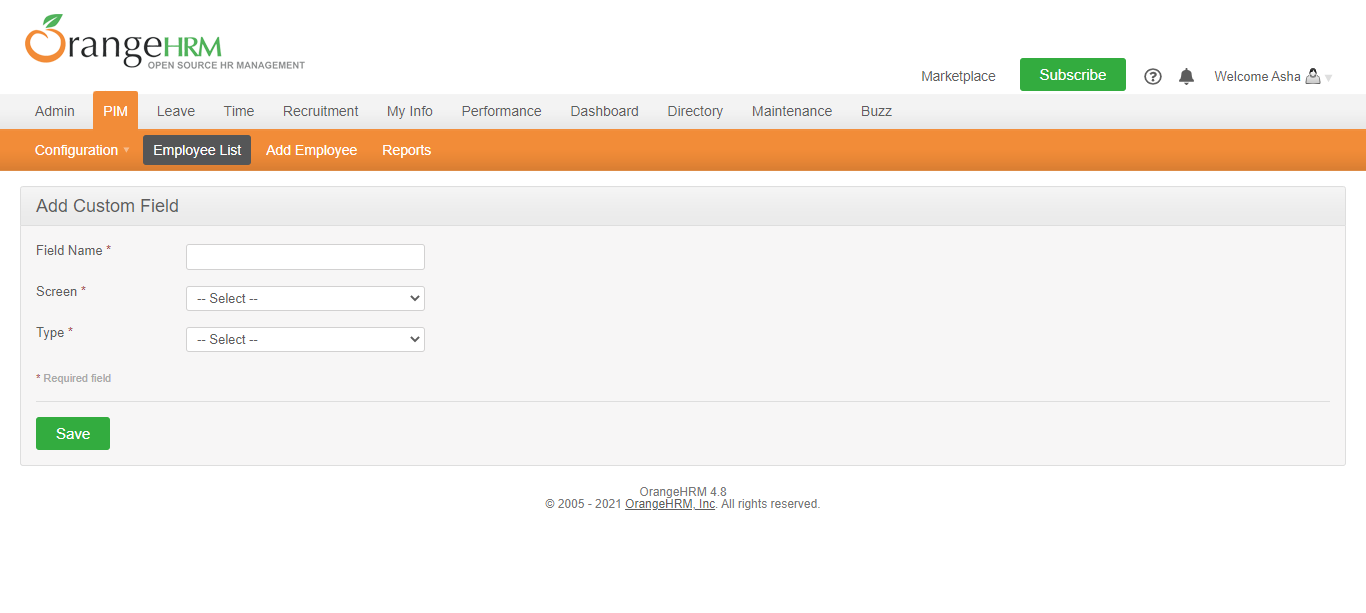 OrangeHRM
OPEN SOURCE HR MANAGEMENT
Marketplace Subscribe Welcome Asha
Admin PIM Leave Time Recruitment My Info Performance Dashboard Directory Maintenance Buzz
Configuration Employee List Add Employee Reports
Add Custom Field
Field Name *
Screen * -- Select --
Type * -- Select --
* Required field
Save
OrangeHRM 4.8
© 2005 - 2021 OrangeHRM, Inc. All rights reserved.